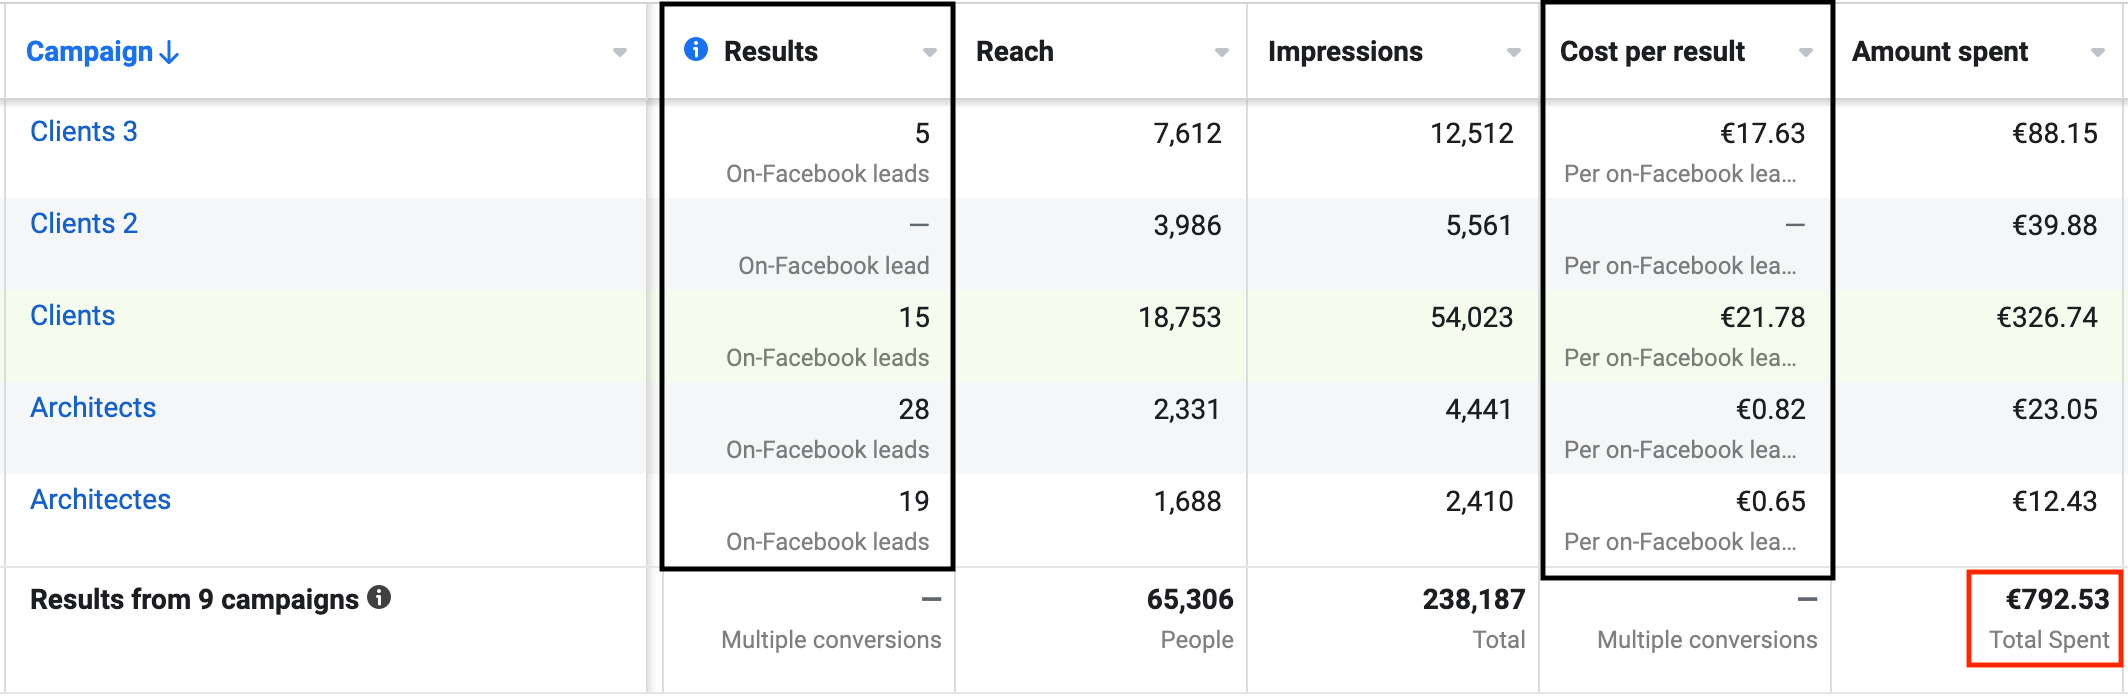 Campaign Results Reach Impressions Cost per result Amount spent
Clients 3 5 7,612 12,512 €17.63 €88.15
On-Facebook leads Per on-Facebook lea...
Clients 2 — 3,986 5,561 — €39.88
On-Facebook lead Per on-Facebook lea...
Clients 15 18,753 54,023 €21.78 €326.74
On-Facebook leads Per on-Facebook lea...
Architects 28 2,331 4,441 €0.82 €23.05
On-Facebook leads Per on-Facebook lea...
Architectes 19 1,688 2,410 €0.65 €12.43
On-Facebook leads Per on-Facebook lea...
Results from 9 campaigns — 65,306 238,187 — €792.53
Multiple conversions People Total Multiple conversions Total Spent